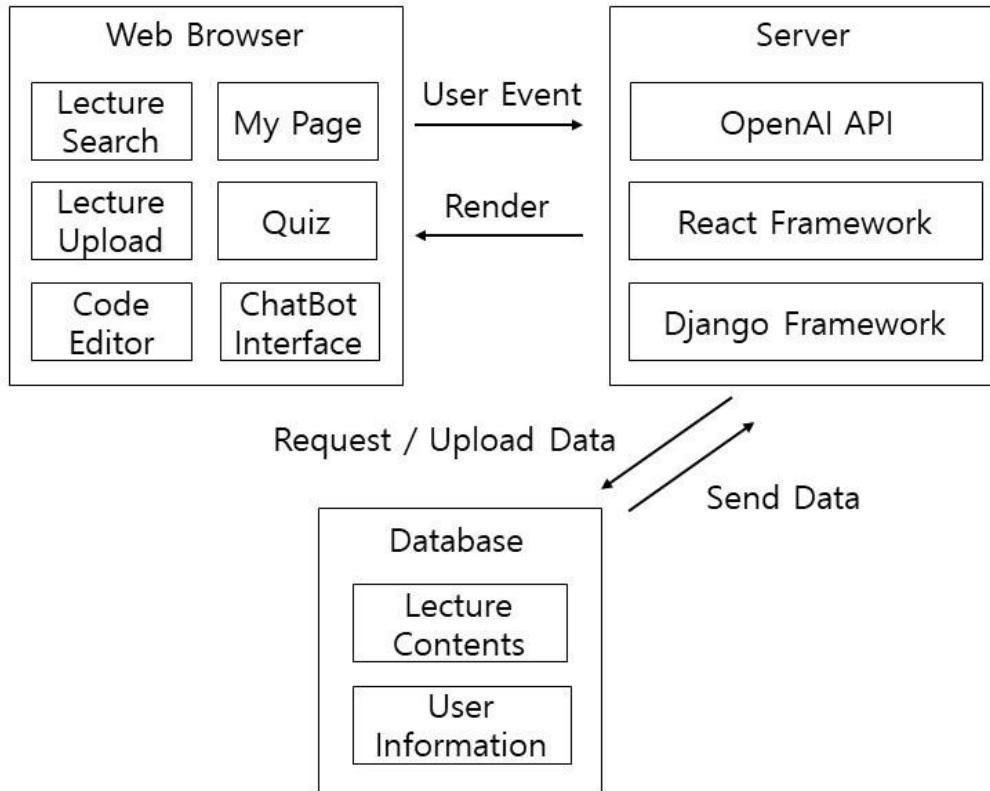 Web Browser
Lecture
Search
My Page
Lecture
Upload
Quiz
Code
Editor
ChatBot
Interface
User Event
Render
Server
OpenAI API
React Framework
Django Framework
Request / Upload Data
Send Data
Database
Lecture
Contents
User
Information